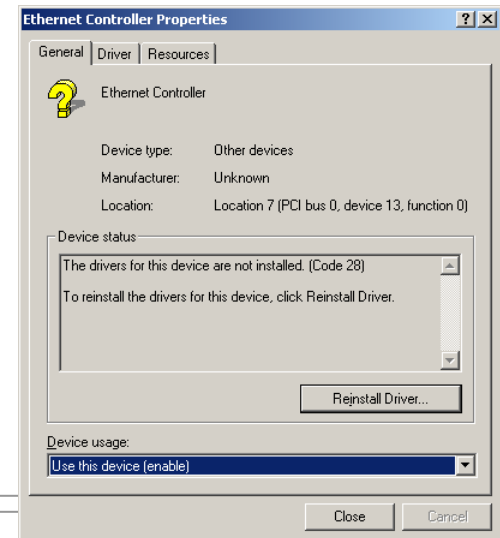 Ethernet Controller Properties
General Driver Resources
Ethernet Controller
Device type: Other devices
Manufacturer: Unknown
Location: Location 7 (PCI bus 0, device 13, function 0)
Device status
The drivers for this device are not installed. (Code 28)
To reinstall the drivers for this device, click Reinstall Driver.
Reinstall Driver...
Device usage:
Use this device (enable)
Close Cancel